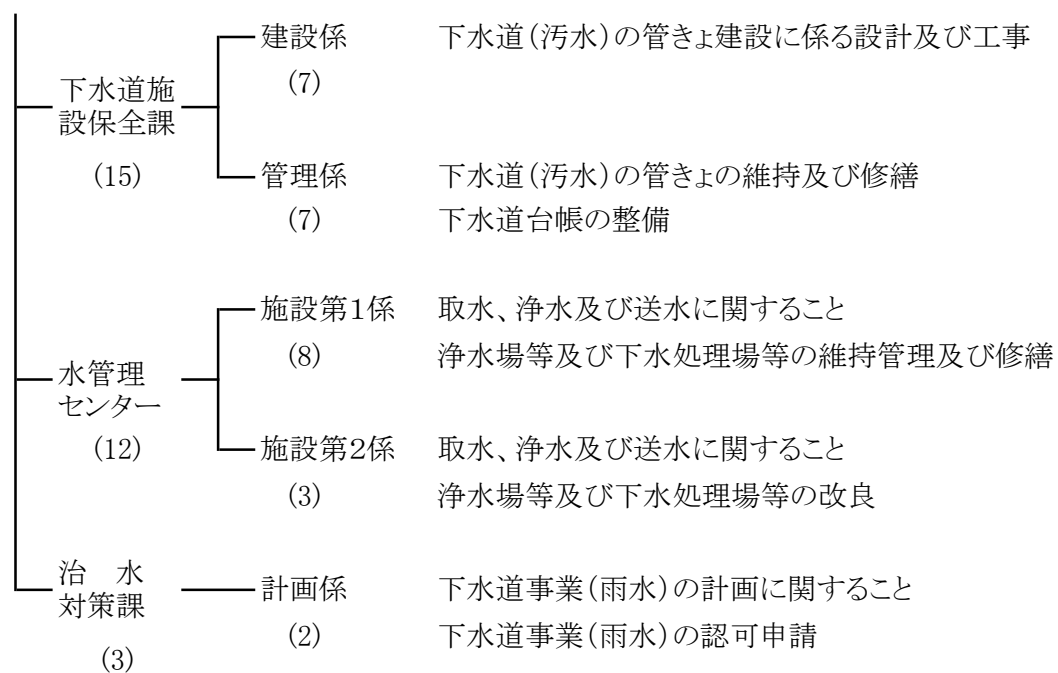 建設係 下水道（汚水）の管きょ建設に係る設計及び工事
(7)
下水道施
設保全課
(15)
管理係 下水道（汚水）の管きょの維持及び修繕
(7) 下水道台帳の整備
施設第1係 取水、浄水及び送水に関すること
(8) 浄水場等及び下水処理場等の維持管理及び修繕
水管理
センター
(12)
施設第2係 取水、浄水及び送水に関すること
(3) 浄水場等及び下水処理場等の改良
治　水
対策課
(3)
計画係 下水道事業（雨水）の計画に関すること
(2) 下水道事業（雨水）の認可申請